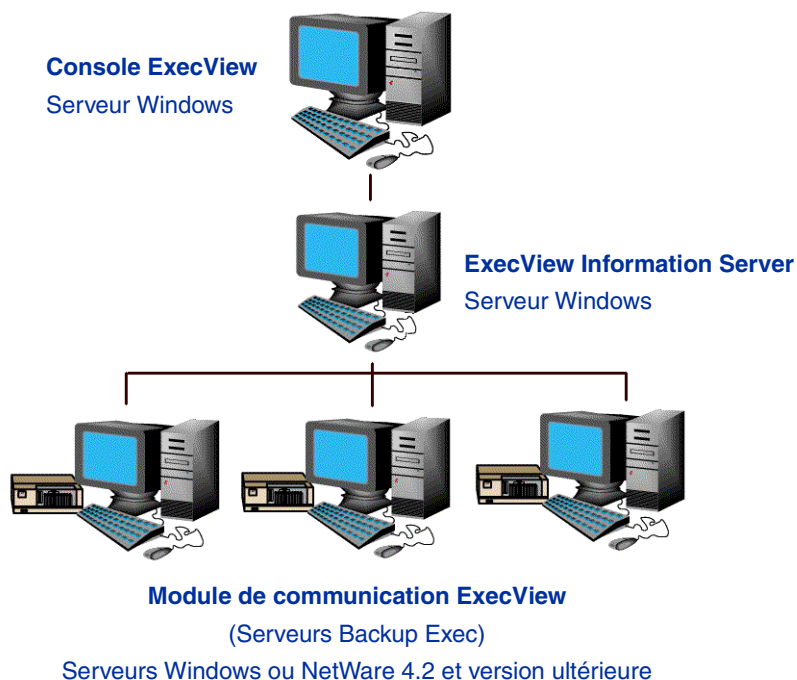 Console ExecView
Serveur Windows
ExecView Information Server
Serveur Windows
Module de communication ExecView
(Serveurs Backup Exec)
Serveurs Windows ou NetWare 4.2 et version ultérieure